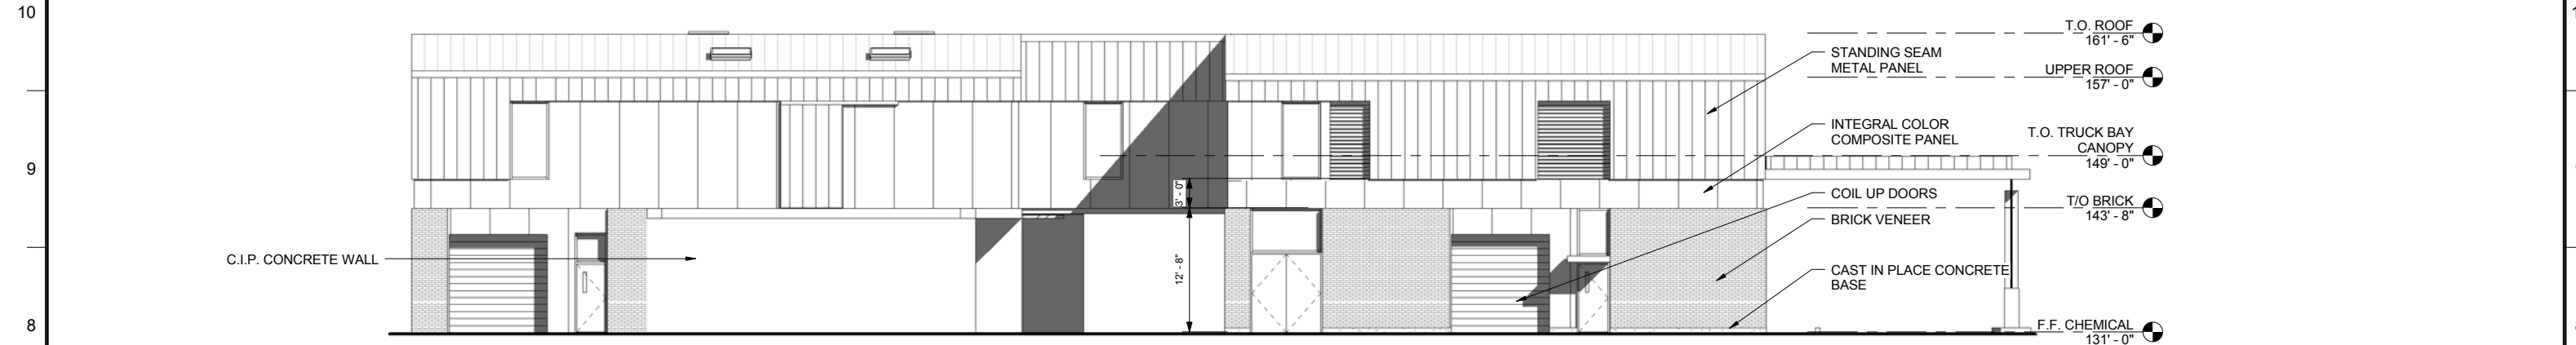 10
T.O. ROOF
161' - 6"
STANDING SEAM
METAL PANEL
UPPER ROOF
157' - 0"
INTEGRAL COLOR
COMPOSITE PANEL
T.O. TRUCK BAY
CANOPY
149' - 0"
9
3' - 0"
COIL UP DOORS
T/O BRICK
143' - 8"
BRICK VENEER
C.I.P. CONCRETE WALL
12' - 8"
CAST IN PLACE CONCRETE
BASE
8
F.F. CHEMICAL
131' - 0"